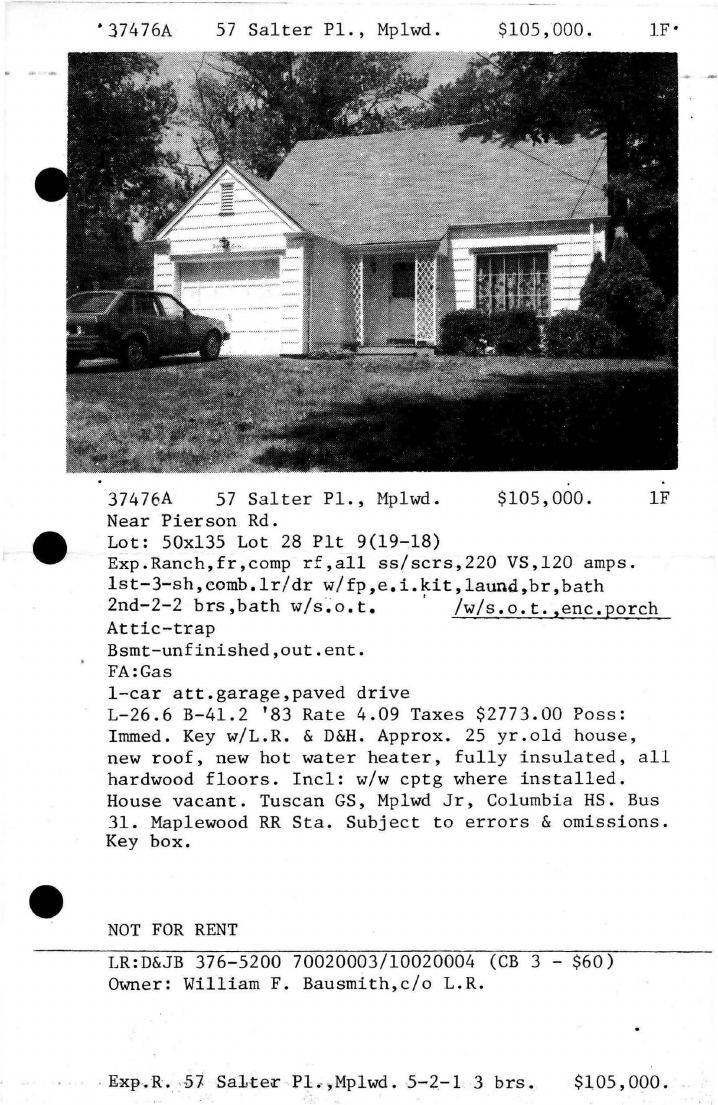 37476A 57 Salter Pl., Mplwd. $105,000. 1F
37476A 57 Salter Pl., Mplwd. $105,000. 1F
Near Pierson Rd.
Lot: 50x135 Lot 28 Plt 9(19-18)
Exp.Ranch,fr,comp rf,all ss/scrs,220 VS,120 amps.
1st-3-sh,comb.lr/dr w/fp,e.i.kit,laund,br,bath
2nd-2-2 brs,bath w/s.o.t. /w/s.o.t.,enc.porch
Attic-trap
Bsmt-unfinished,out.ent.
FA:Gas
1-car att.garage,paved drive
L-26.6 B-41.2 '83 Rate 4.09 Taxes $2773.00 Poss:
Immed. Key w/L.R. & D&H. Approx. 25 yr.old house,
new roof, new hot water heater, fully insulated, all
hardwood floors. Incl: w/w cptg where installed.
House vacant. Tuscan GS, Mplwd Jr, Columbia HS. Bus
31. Maplewood RR Sta. Subject to errors & omissions.
Key box.
NOT FOR RENT
LR:D&JB 376-5200 70020003/10020004 (CB 3 - $60)
Owner: William F. Bausmith,c/o L.R.
Exp.R. 57 Salter Pl.,Mplwd. 5-2-1 3 brs. $105,000.